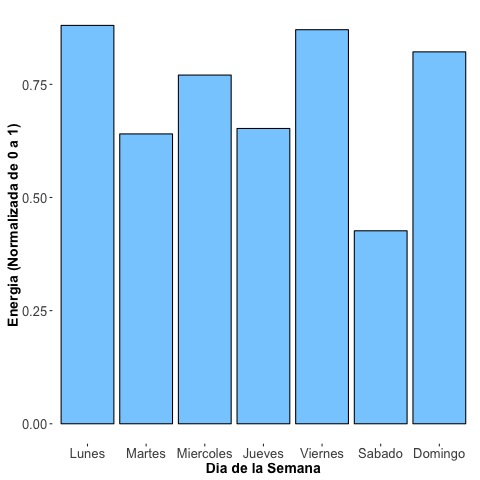 Energia (Normalizada de 0 a 1)
0.75
0.50
0.25
0.00
Lunes Martes Miercoles Jueves Viernes Sabado Domingo
Dia de la Semana